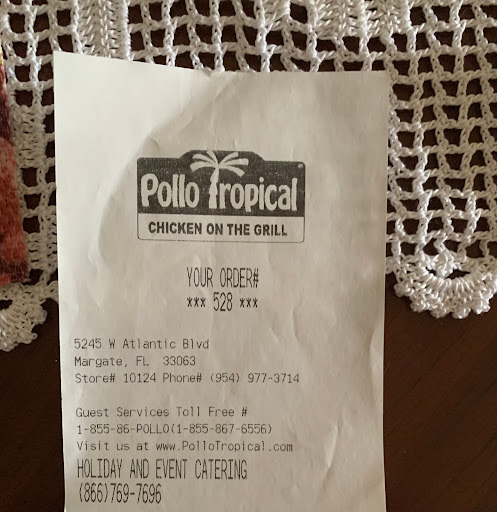 Pollo Tropical
CHICKEN ON THE GRILL
YOUR ORDER#
*** 528 ***
5245 W Atlantic Blvd
Margate, FL 33063
Store# 10124 Phone# (954) 977-3714
Guest Services Toll Free #
1-855-86-POLLO(1-855-867-6556)
Visit us at www.PolloTropical.com
HOLIDAY AND EVENT CATERING
(866)769-7696